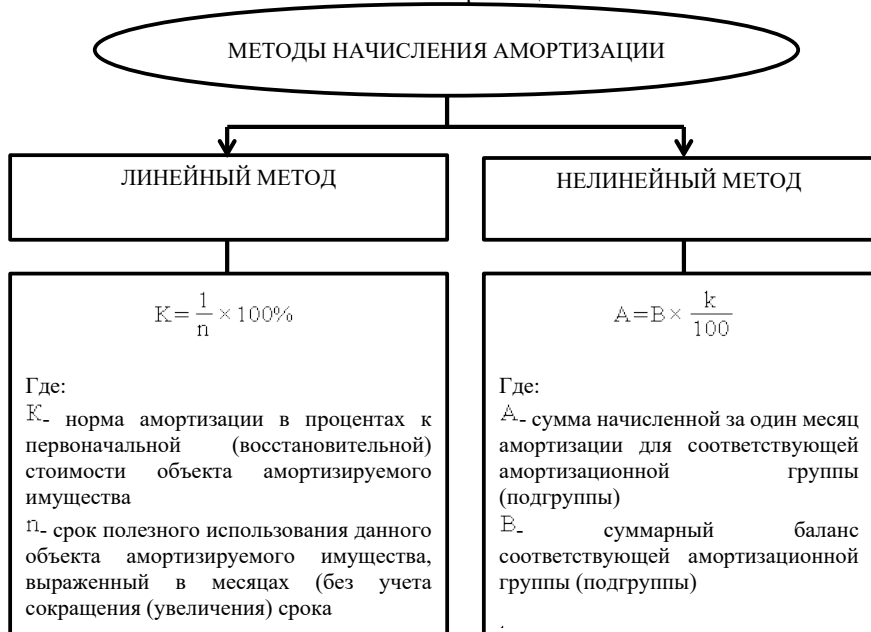 МЕТОДЫ НАЧИСЛЕНИЯ АМОРТИЗАЦИИ
ЛИНЕЙНЫЙ МЕТОД
K=1/n × 100%
Где:
K- норма амортизации в процентах к
первоначальной (восстановительной)
стоимости объекта амортизируемого
имущества
n- срок полезного использования данного
объекта амортизируемого имущества,
выраженный в месяцах (без учета
сокращения (увеличения) срока
НЕЛИНЕЙНЫЙ МЕТОД
A=B× k/100
Где:
A- сумма начисленной за один месяц
амортизации для соответствующей
амортизационной группы
(подгруппы)
B- суммарный баланс
соответствующей амортизационной
группы (подгруппы)